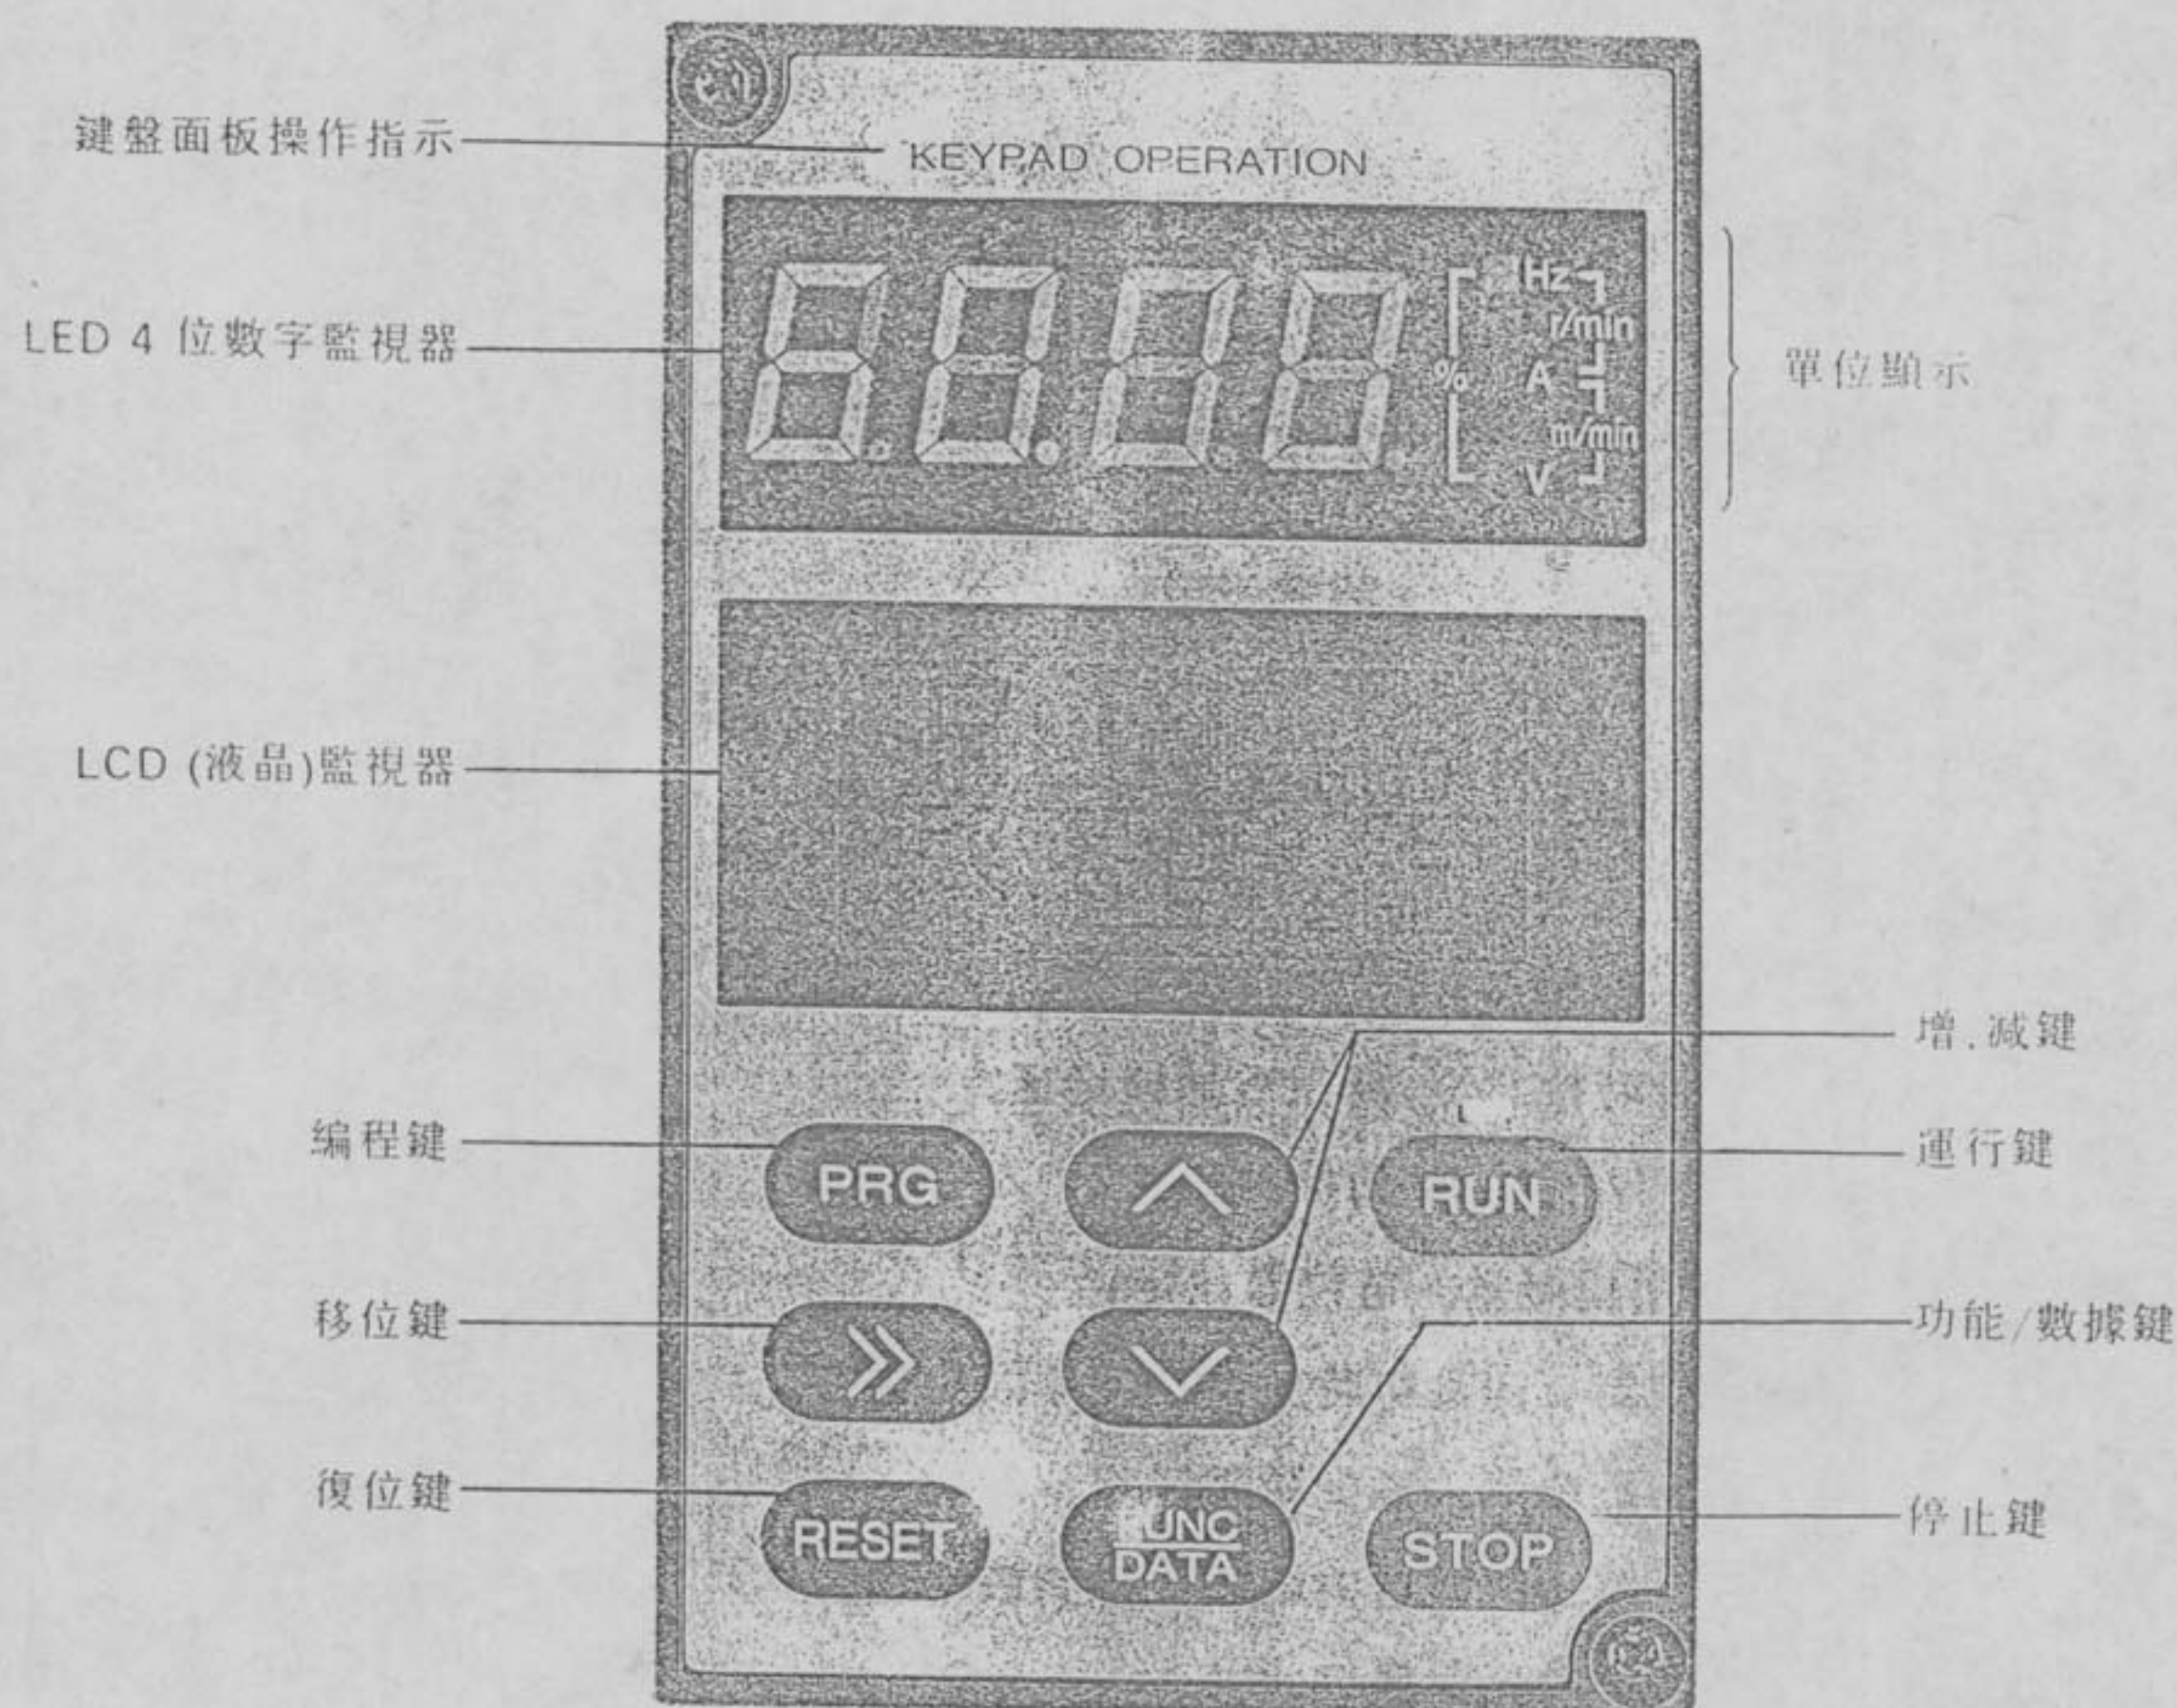 鍵盤面板操作指示
KEYPAD OPERATION
LED 4 位數字監視器
Hz
r/min
% A
m/min
V
單位顯示
LCD (液晶)監視器
增.减鍵
编程鍵
PRG
RUN
運行鍵
移位鍵
功能/數據鍵
復位鍵
RESET
FUNC
DATA
STOP
停止鍵